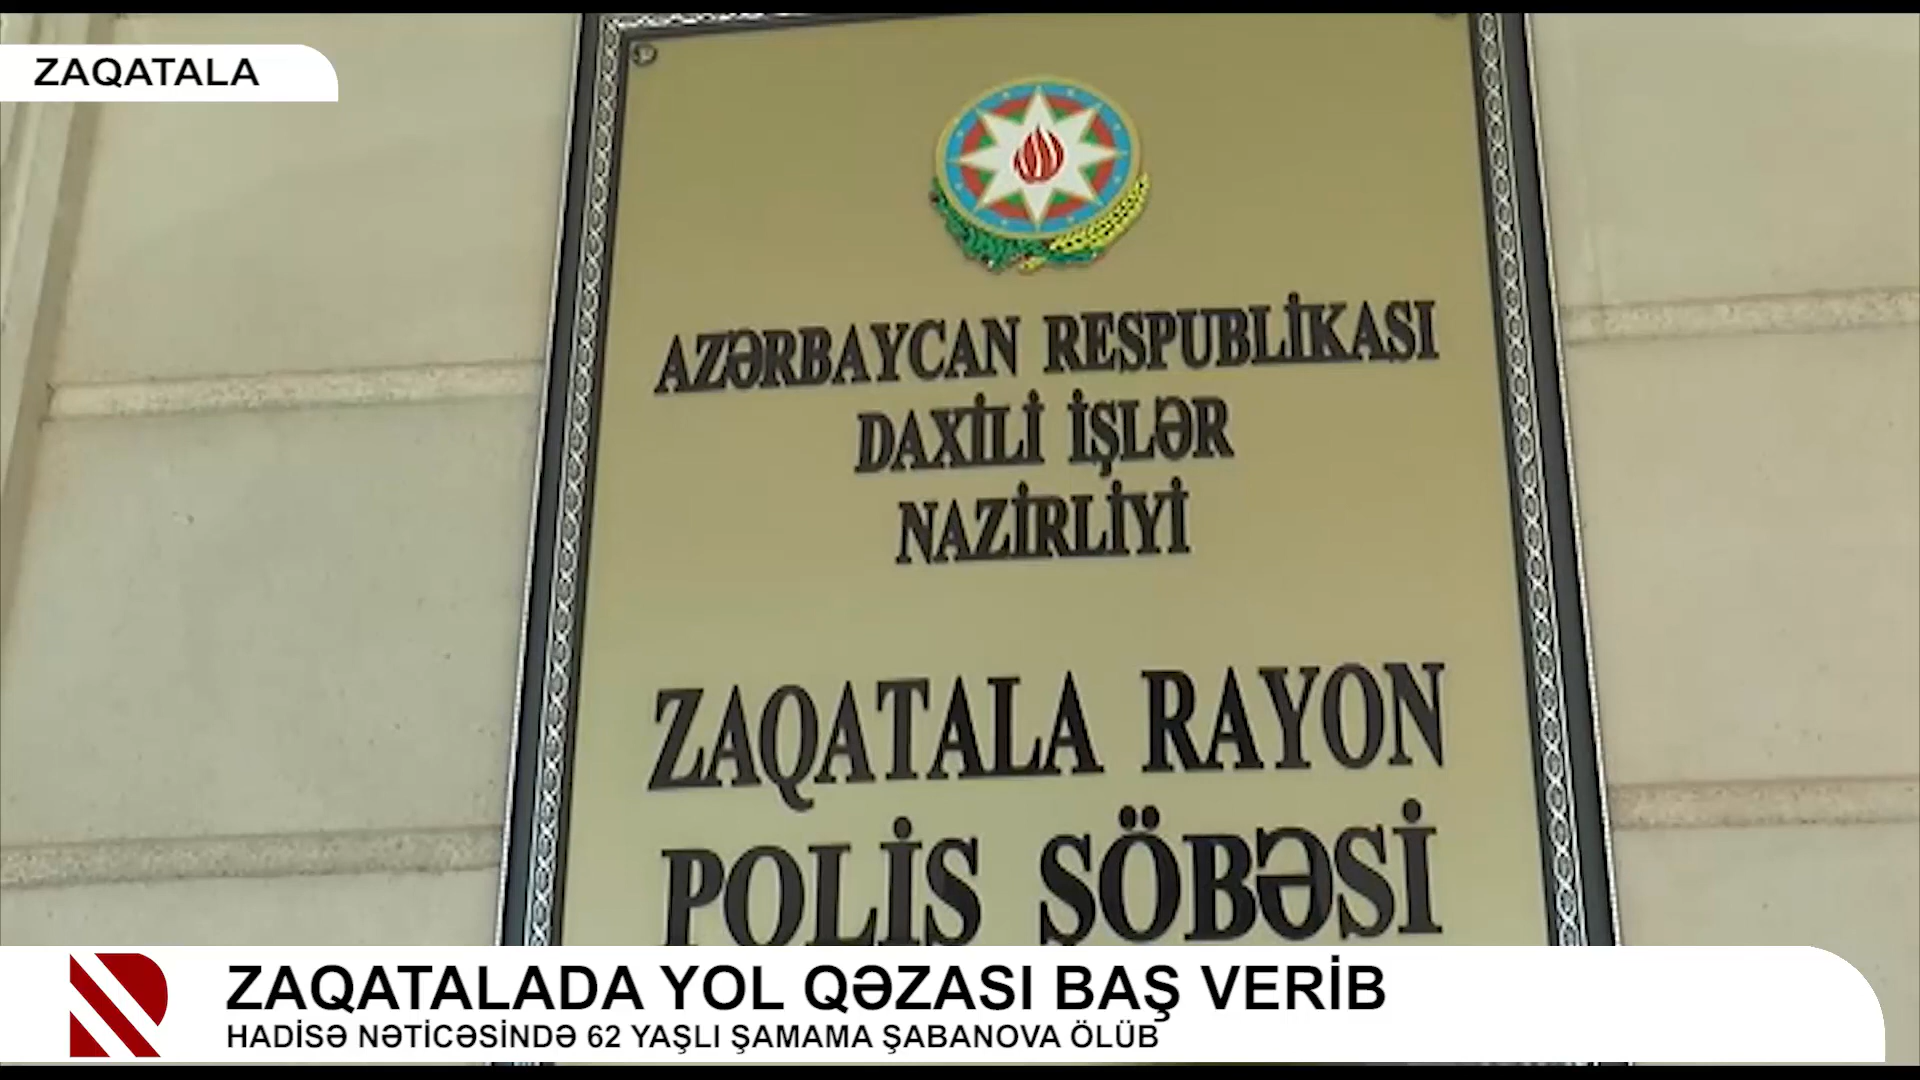 ZAQATALA
AZƏRBAYCAN RESPUBLİKASI
DAXİLİ İŞLƏR
NAZİRLİYİ
ZAQATALA RAYON
POLİS ŞÖBƏSİ
ZAQATALADA YOL QƏZASI BAŞ VERİB
HADİSƏ NƏTİCƏSİNDƏ 62 YAŞLI ŞAMAMA ŞABANOVA ÖLÜB